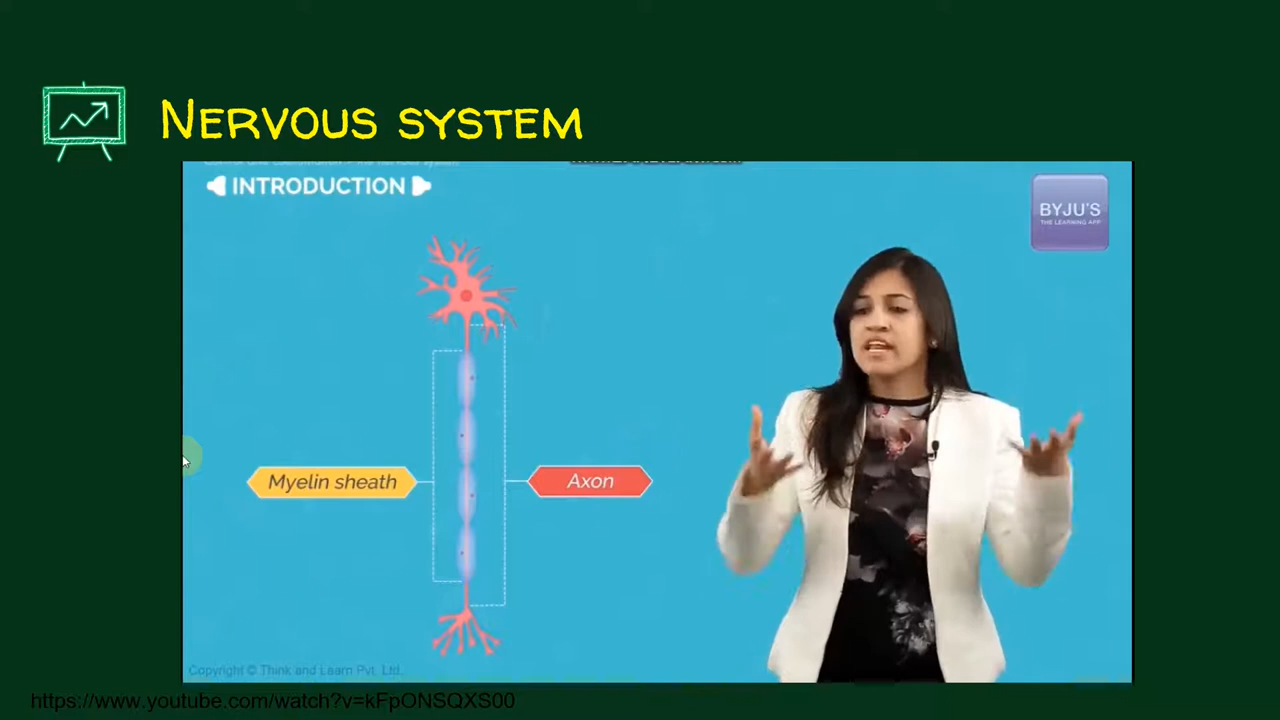 Nervous system
INTRODUCTION
BYJU'S
THE LEARNING APP
Myelin sheath
Axon
Copyright © Think and Learn Pvt. Ltd.
https://www.youtube.com/watch?v=kFpONSQXS00